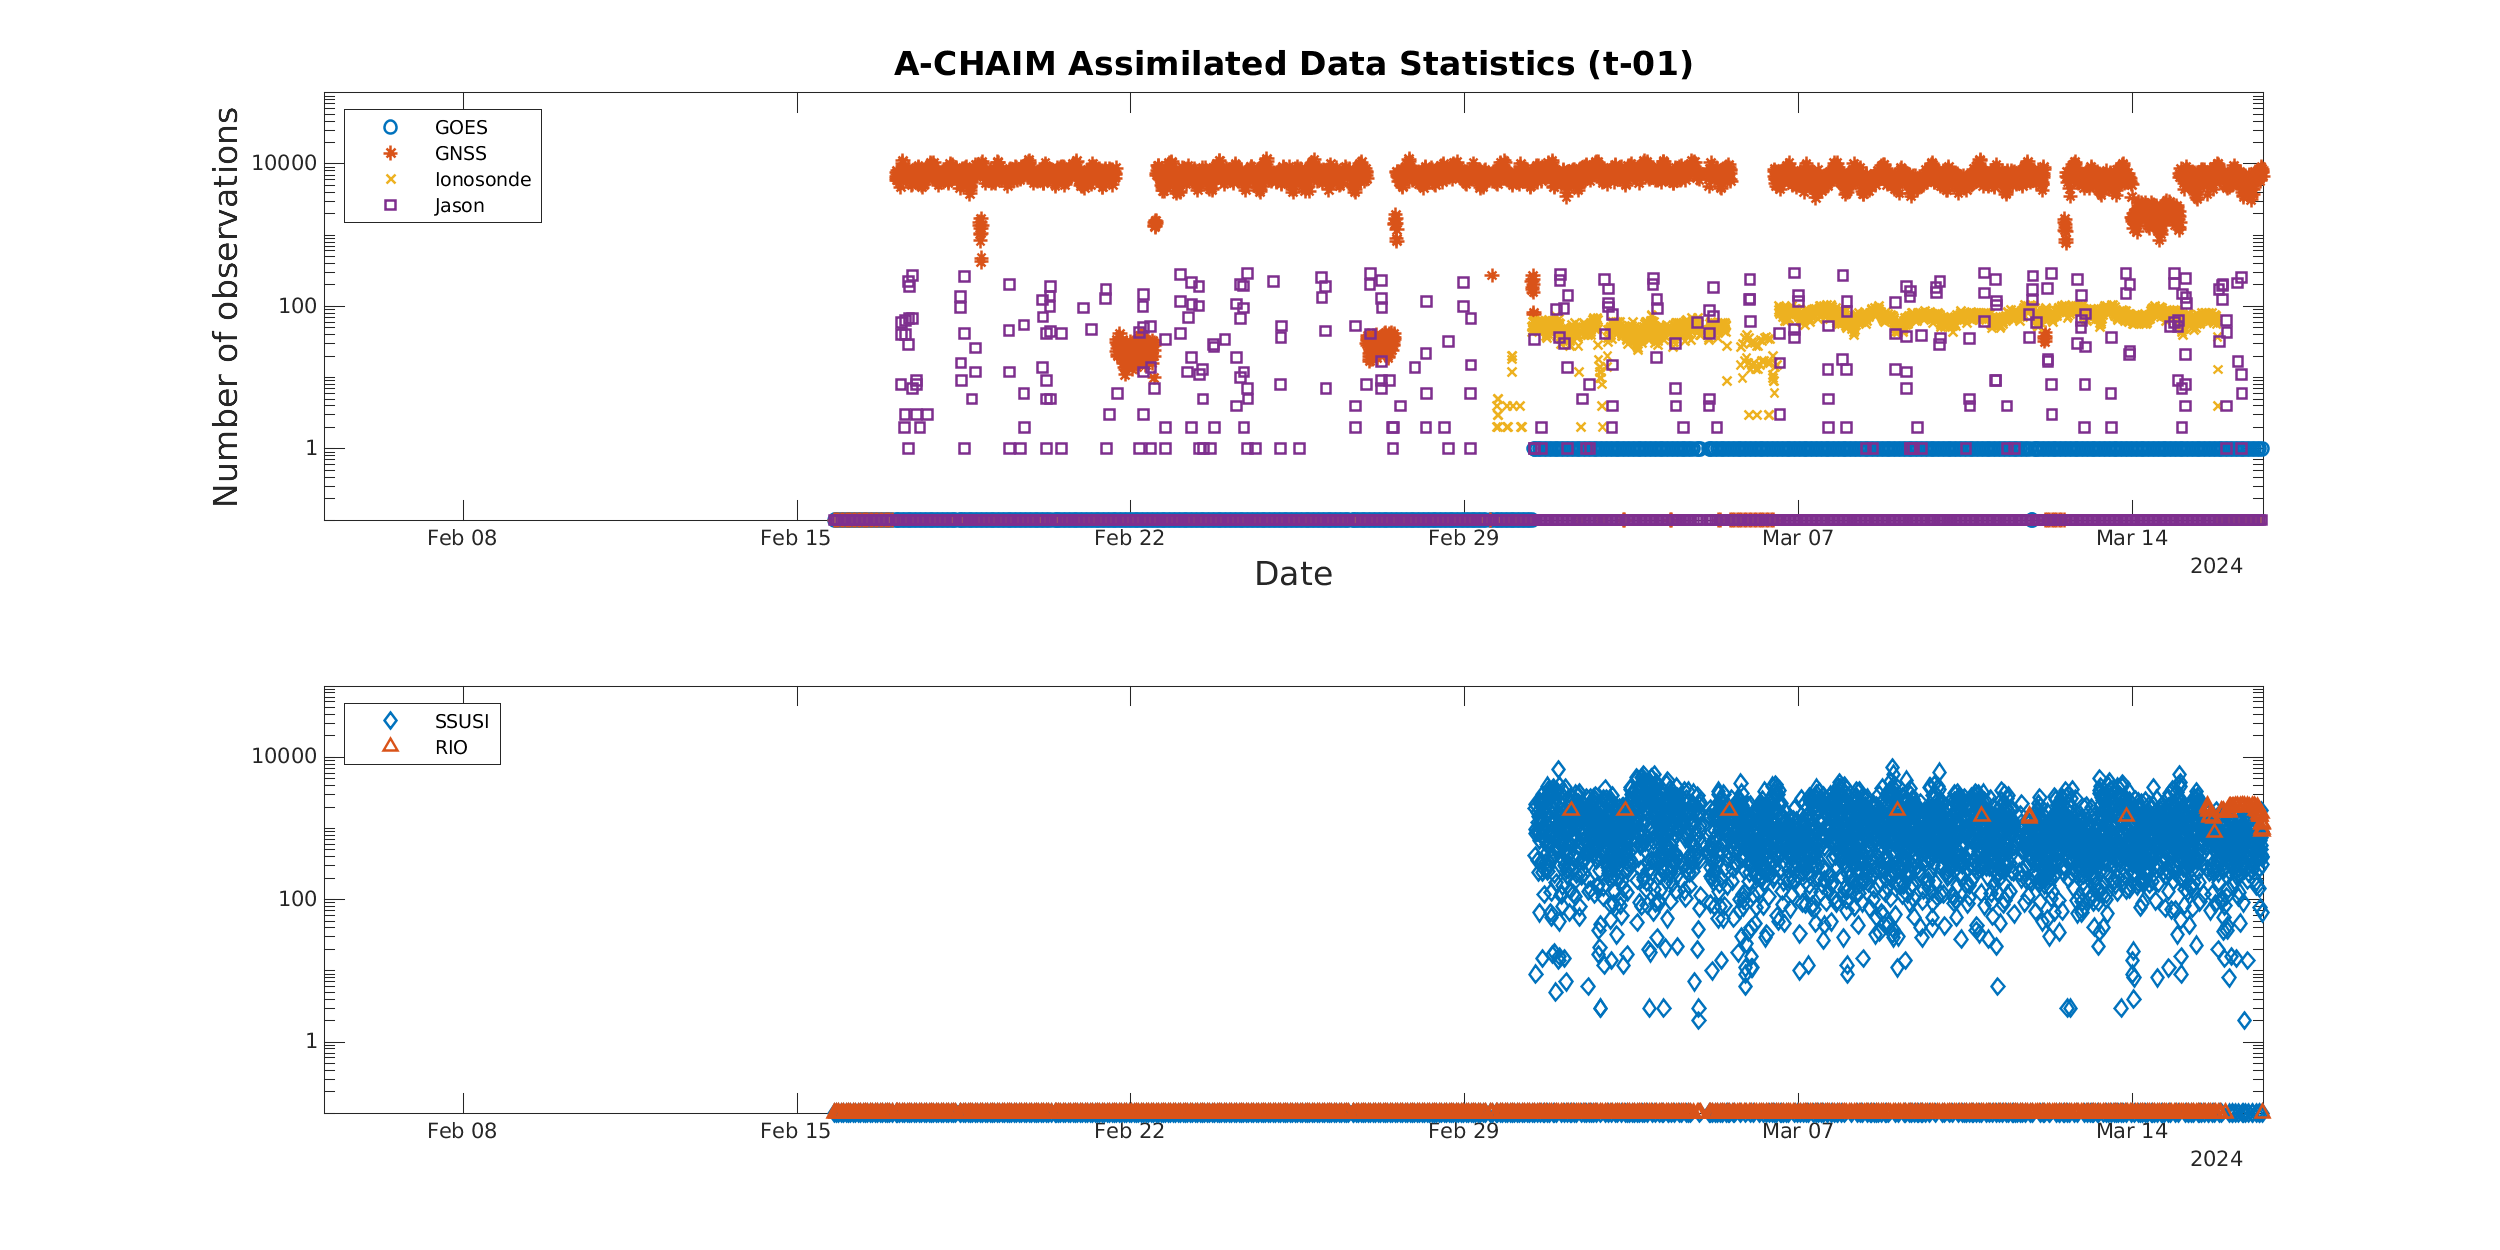 A-CHAIM Assimilated Data Statistics (t-01)
Number of observations
10000
100
1
GOES
GNSS
Ionosonde
Jason
Feb 08 Feb 15 Feb 22 Feb 29 Mar 07 Mar 14
2024
Date
10000
100
1
SSUSI
RIO
Feb 08 Feb 15 Feb 22 Feb 29 Mar 07 Mar 14
2024